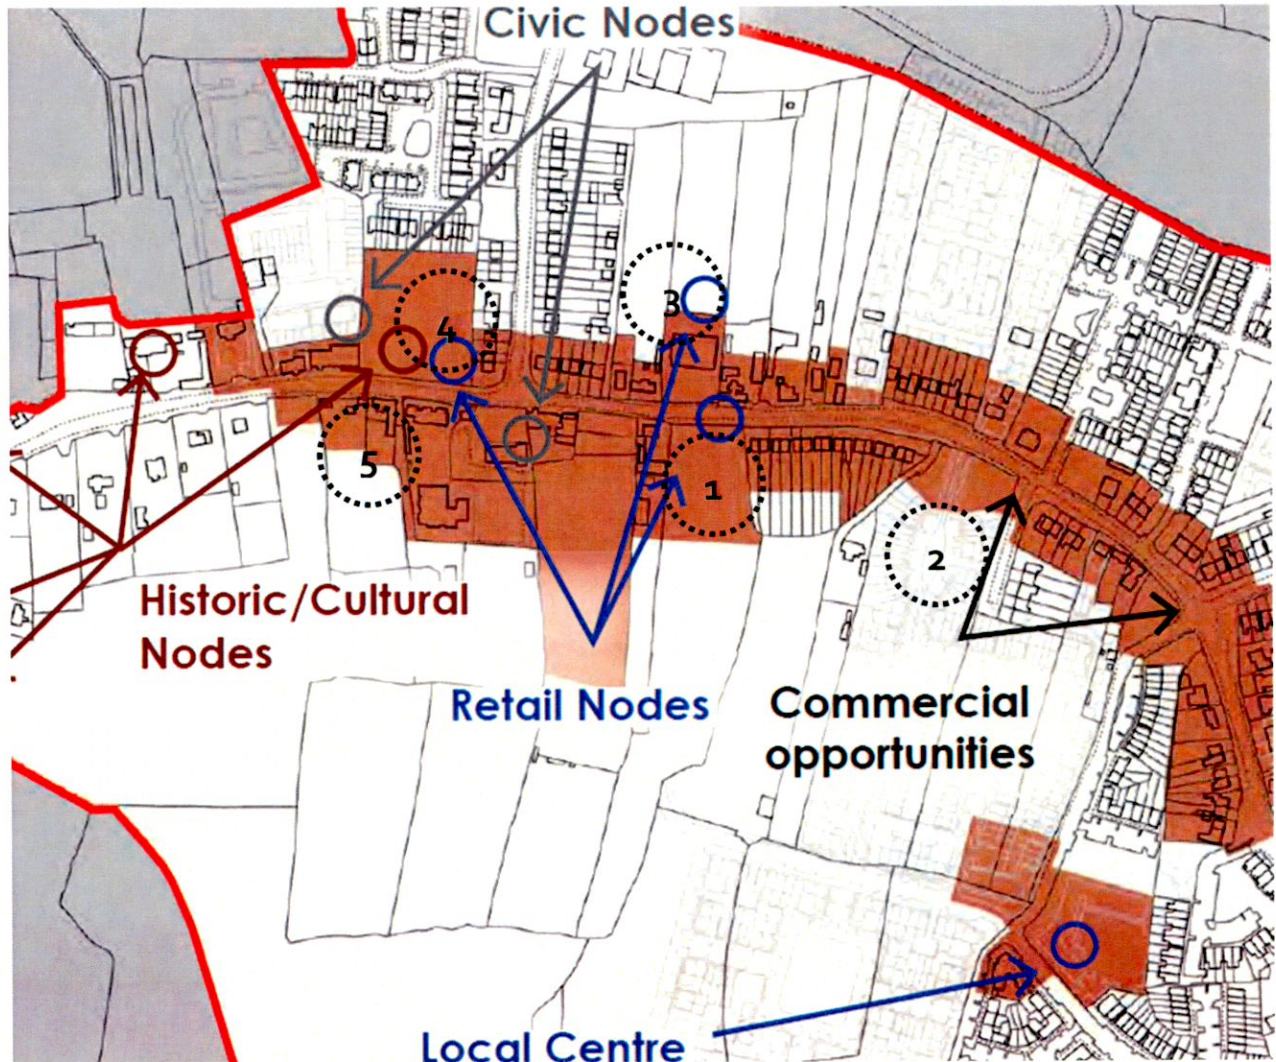 Civic Nodes
3
4
5
1
2
Historic/Cultural
Nodes
Retail Nodes
Commercial
opportunities
Local Centre